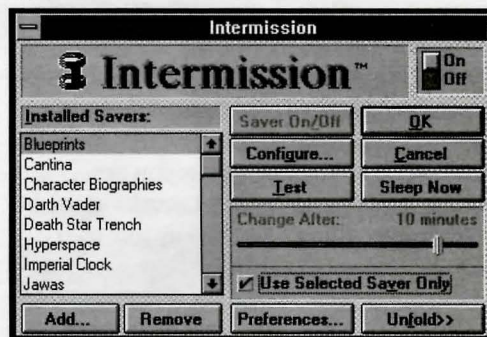 Intermission
Intermission™
On
Off
Installed Savers:
Blueprints
Cantina
Character Biographies
Darth Vader
Death Star Trench
Hyperspace
Imperial Clock
Jawas
Saver On/Off
OK
Configure...
Cancel
Test
Sleep Now
Change After: 10 minutes
Use Selected Saver Only
Add...
Remove
Preferences...
Unfold>>